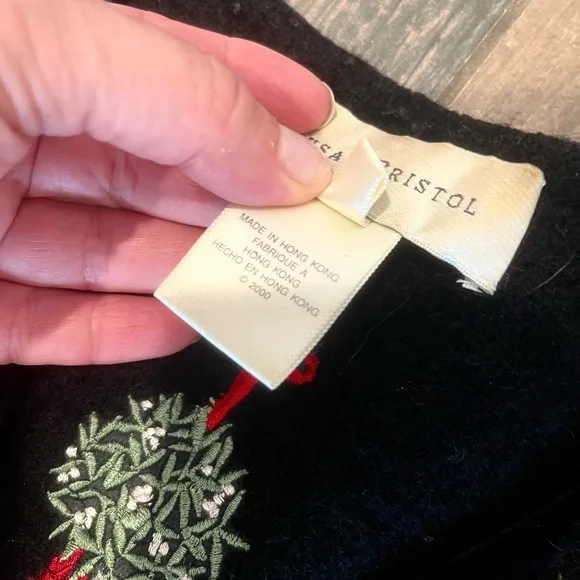 BRISTOL
MADE IN HONG KONG
FABRIQUE A
HONG KONG
HECHO EN HONG KONG
© 2000